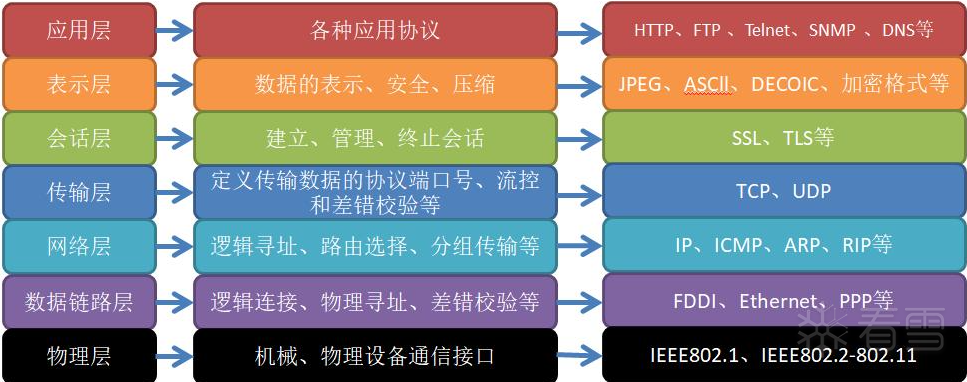 应用层
各种应用协议
HTTP、FTP 、Telnet、SNMP 、DNS等
表示层
数据的表示、安全、压缩
JPEG、ASCll、DECOIC、加密格式等
会话层
建立、管理、终止会话
SSL、TLS等
传输层
定义传输数据的协议端口号、流控
和差错校验等
TCP、UDP
网络层
逻辑寻址、路由选择、分组传输等
IP、ICMP、ARP、RIP等
数据链路层
逻辑连接、物理寻址、差错校验等
FDDI、Ethernet、PPP等
物理层
机械、物理设备通信接口
IEEE802.1、IEEE802.2-802.11
看雪